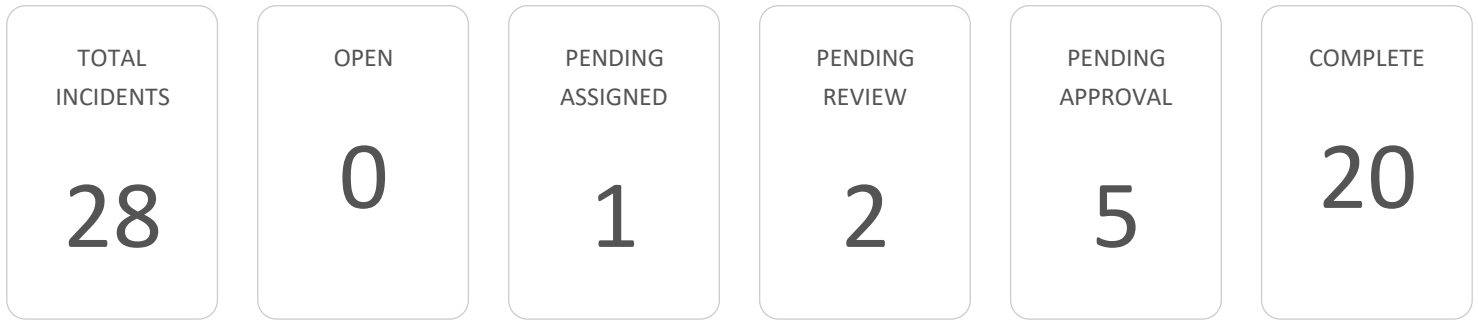 TOTAL
INCIDENTS
28
OPEN
0
PENDING
ASSIGNED
1
PENDING
REVIEW
2
PENDING
APPROVAL
5
COMPLETE
20